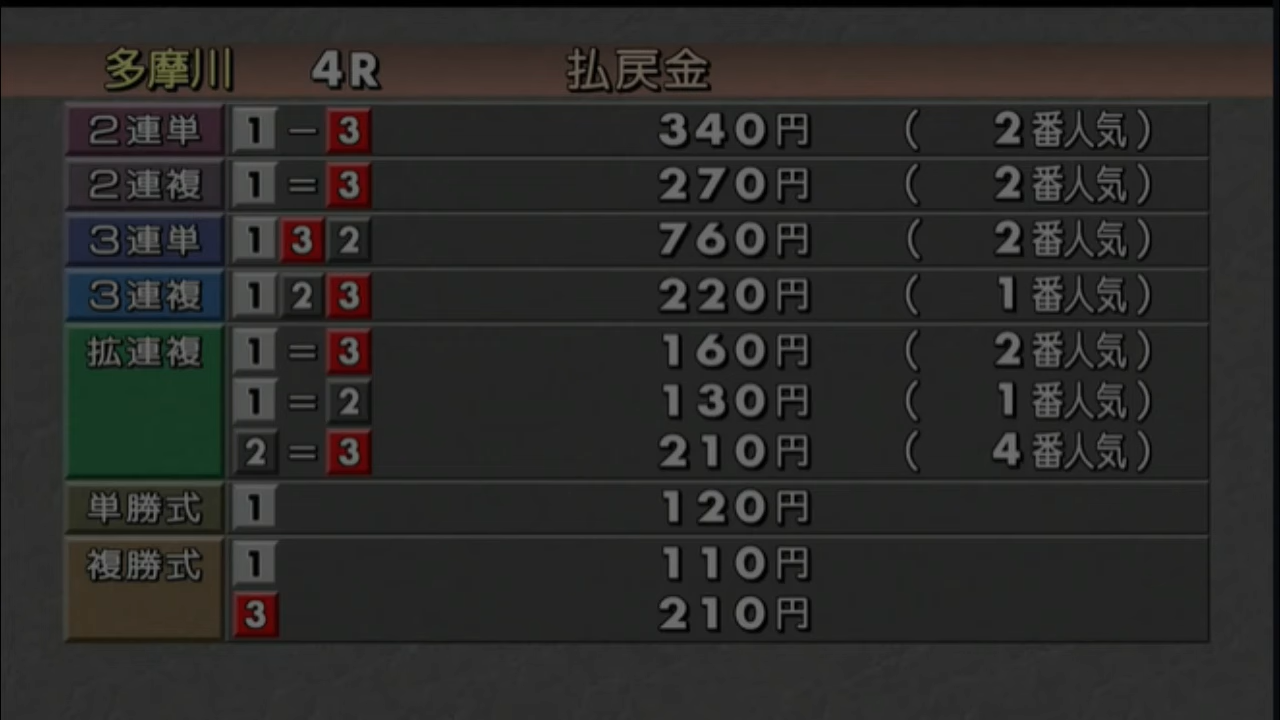 多摩川 4R 払戻金
2連単 1 － 3 340円 ( 2番人気)
2連複 1 ＝ 3 270円 ( 2番人気)
3連単 1 3 2 760円 ( 2番人気)
3連複 1 2 3 220円 ( 1番人気)
拡連複 1 ＝ 3 160円 ( 2番人気)
1 ＝ 2 130円 ( 1番人気)
2 ＝ 3 210円 ( 4番人気)
単勝式 1 120円
複勝式 1 110円
3 210円